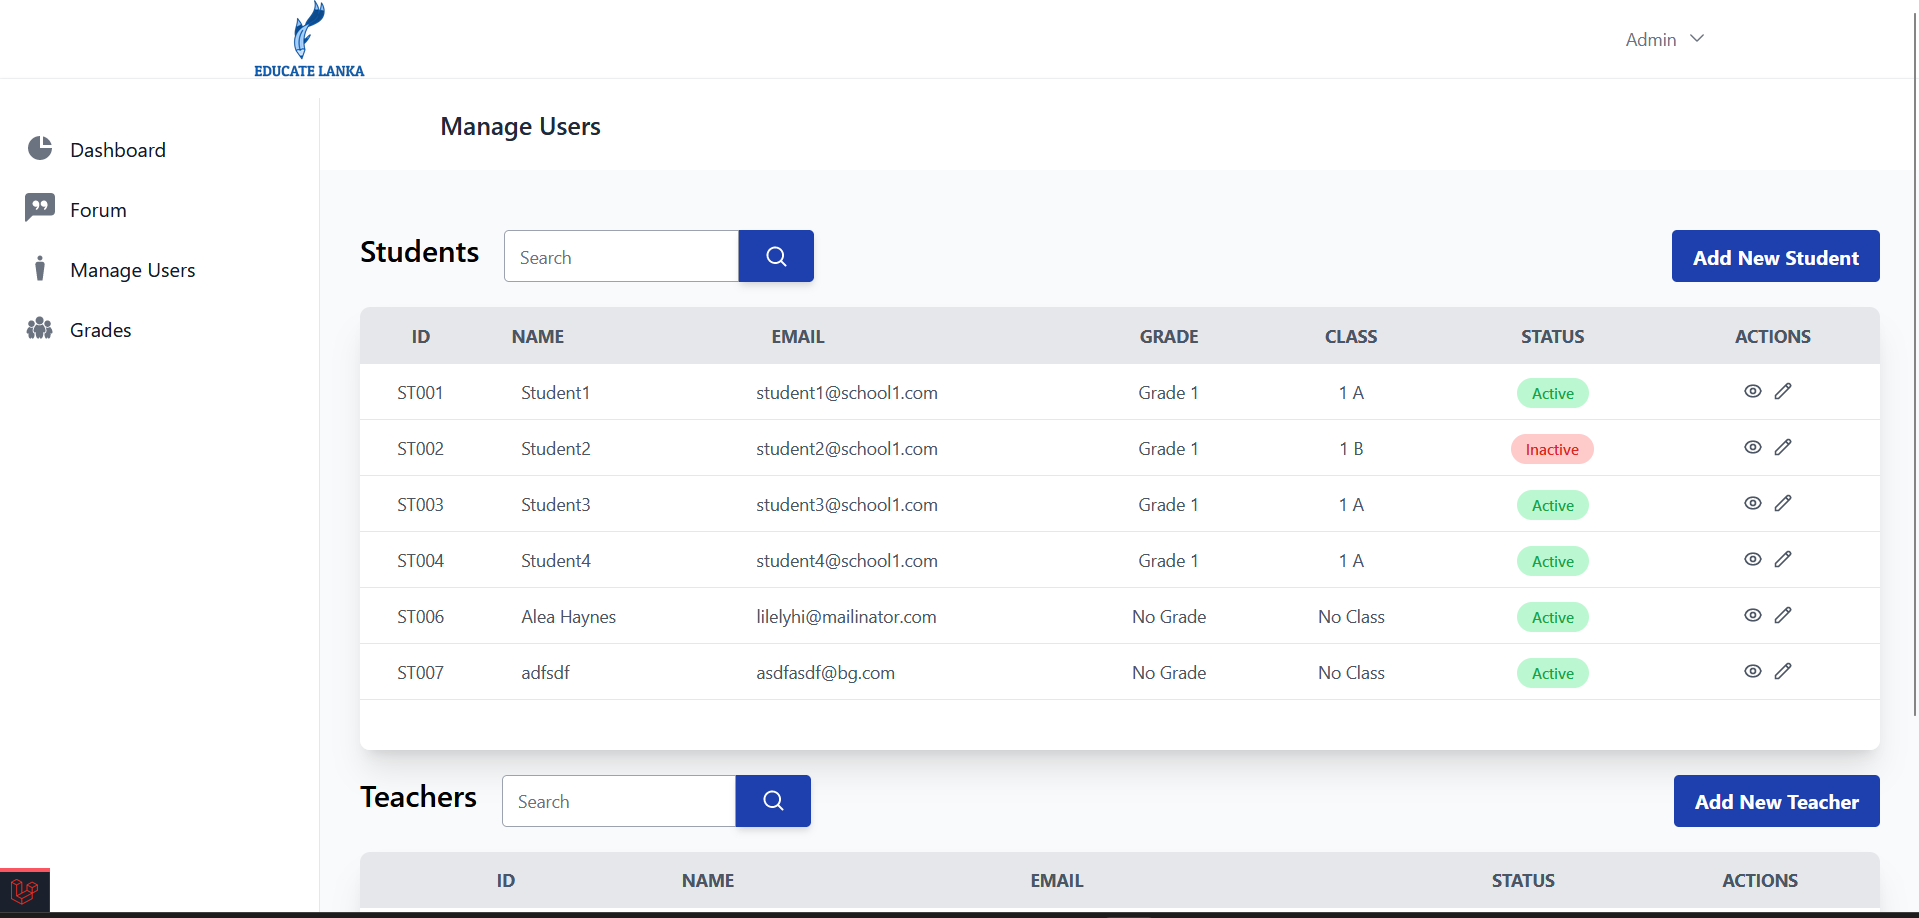 EDUCATE LANKA
Admin
Dashboard
Forum
Manage Users
Grades
Manage Users
Students Search Add New Student
ID NAME EMAIL GRADE CLASS STATUS ACTIONS
ST001 Student1 student1@school1.com Grade 1 1 A Active
ST002 Student2 student2@school1.com Grade 1 1 B Inactive
ST003 Student3 student3@school1.com Grade 1 1 A Active
ST004 Student4 student4@school1.com Grade 1 1 A Active
ST006 Alea Haynes lilelyhi@mailinator.com No Grade No Class Active
ST007 adfsdf asdfasdf@bg.com No Grade No Class Active
Teachers Search Add New Teacher
ID NAME EMAIL STATUS ACTIONS